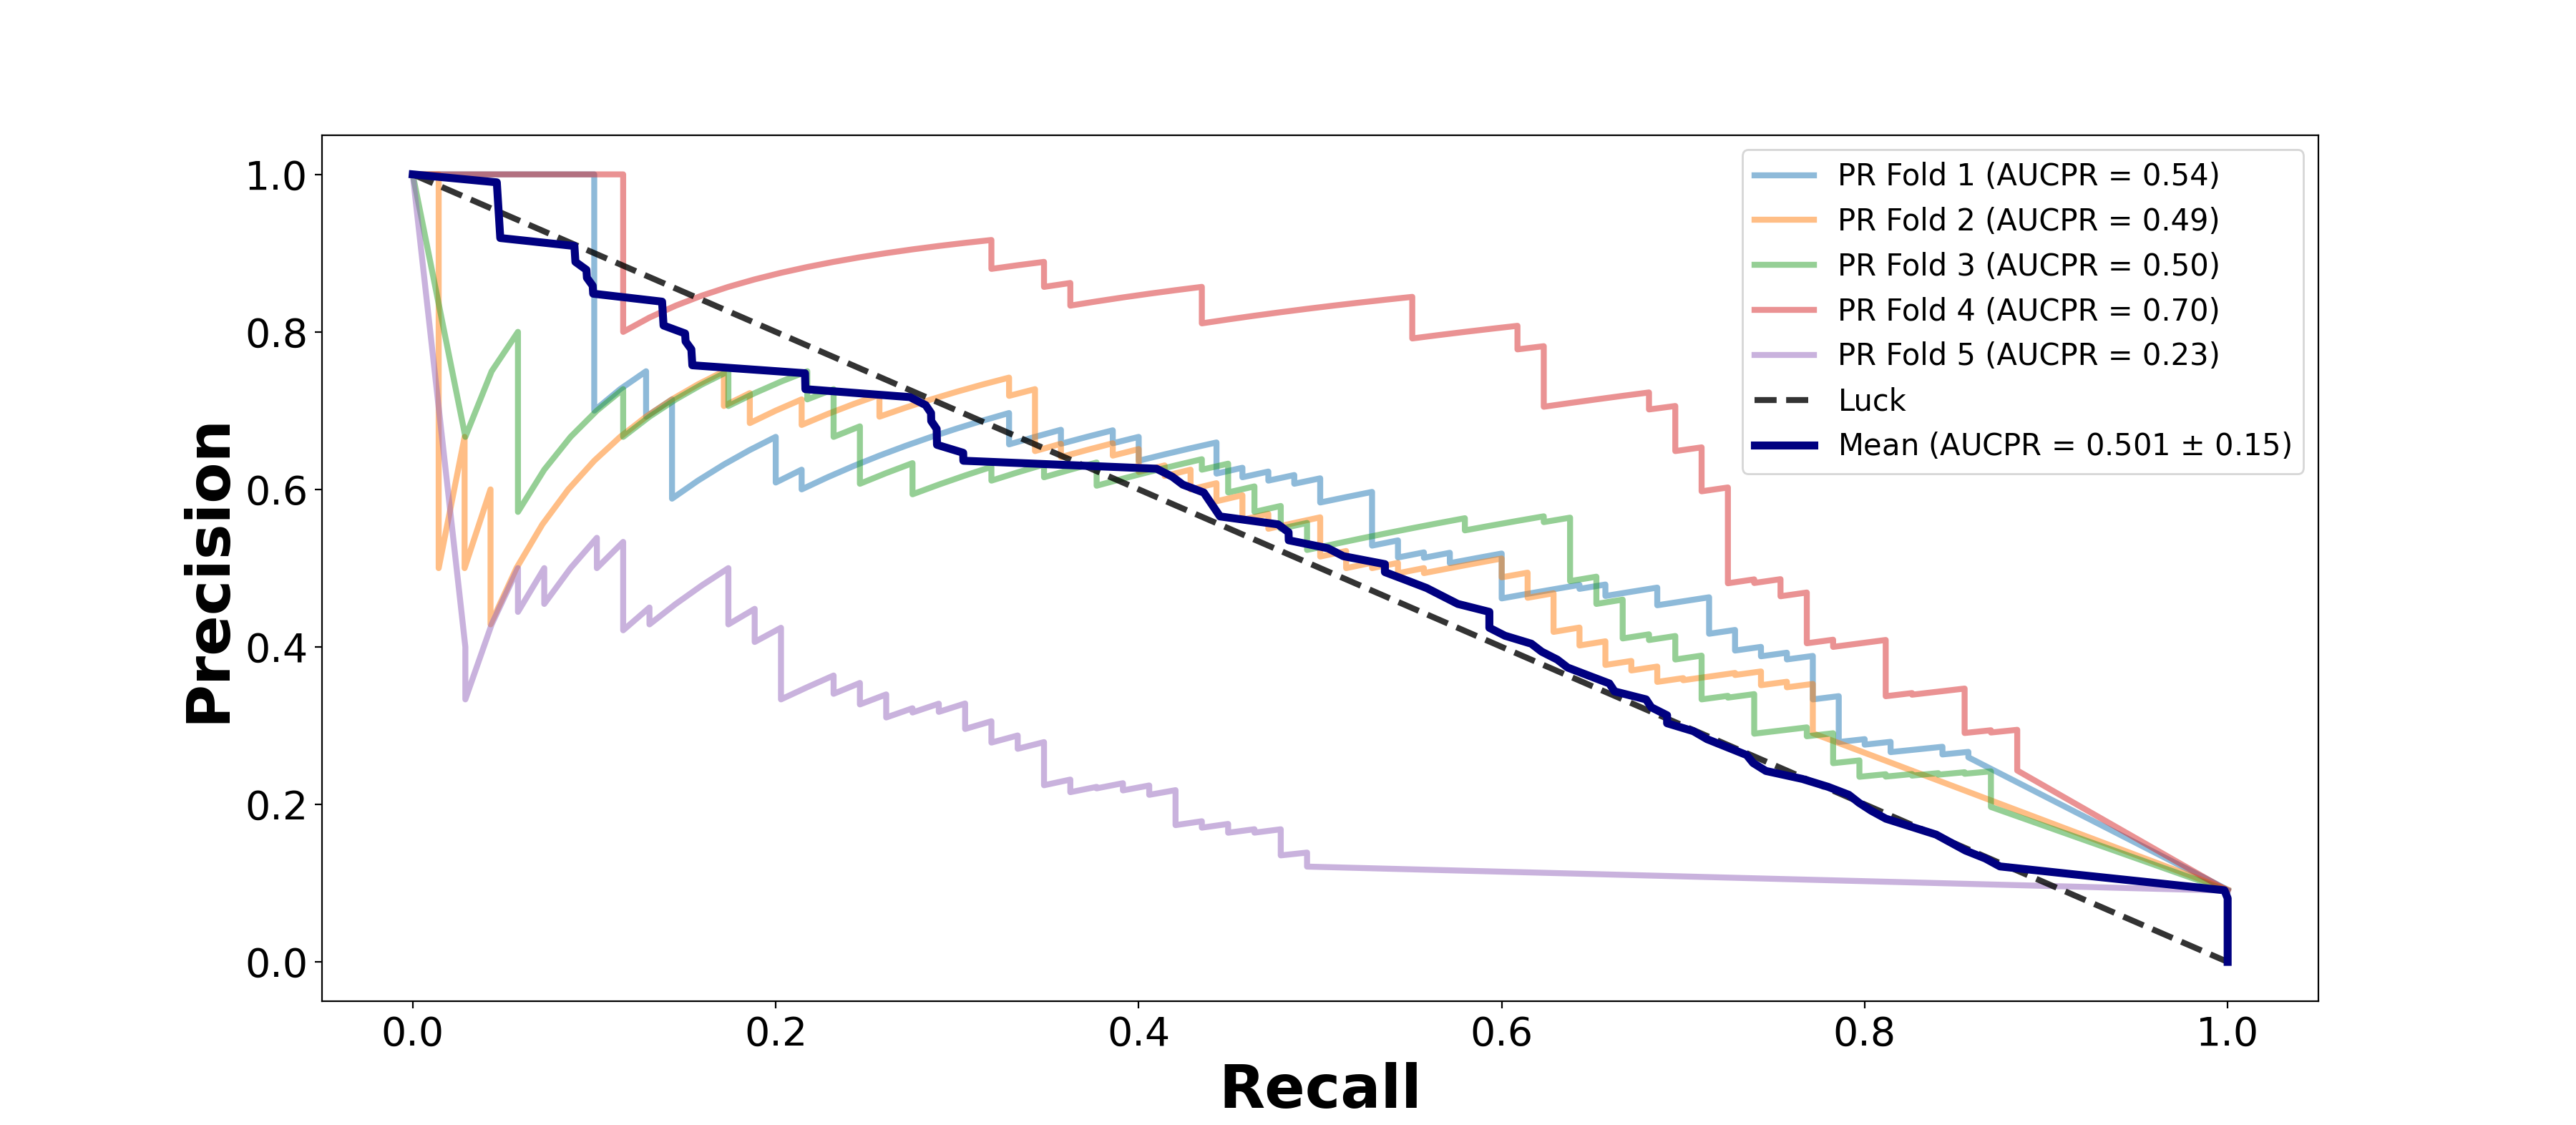 PR Fold 1 (AUCPR = 0.54)
PR Fold 2 (AUCPR = 0.49)
PR Fold 3 (AUCPR = 0.50)
PR Fold 4 (AUCPR = 0.70)
PR Fold 5 (AUCPR = 0.23)
Luck
Mean (AUCPR = 0.501 ± 0.15)
Precision
1.0
0.8
0.6
0.4
0.2
0.0
0.0 0.2 0.4 0.6 0.8 1.0
Recall